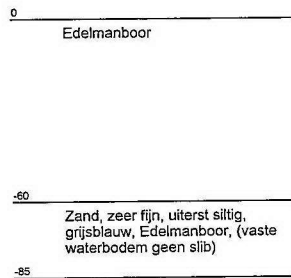 0
Edelmanboor
-60
Zand, zeer fijn, uiterst siltig,
grijsblauw, Edelmanboor, (vaste
waterbodem geen slib)
-85